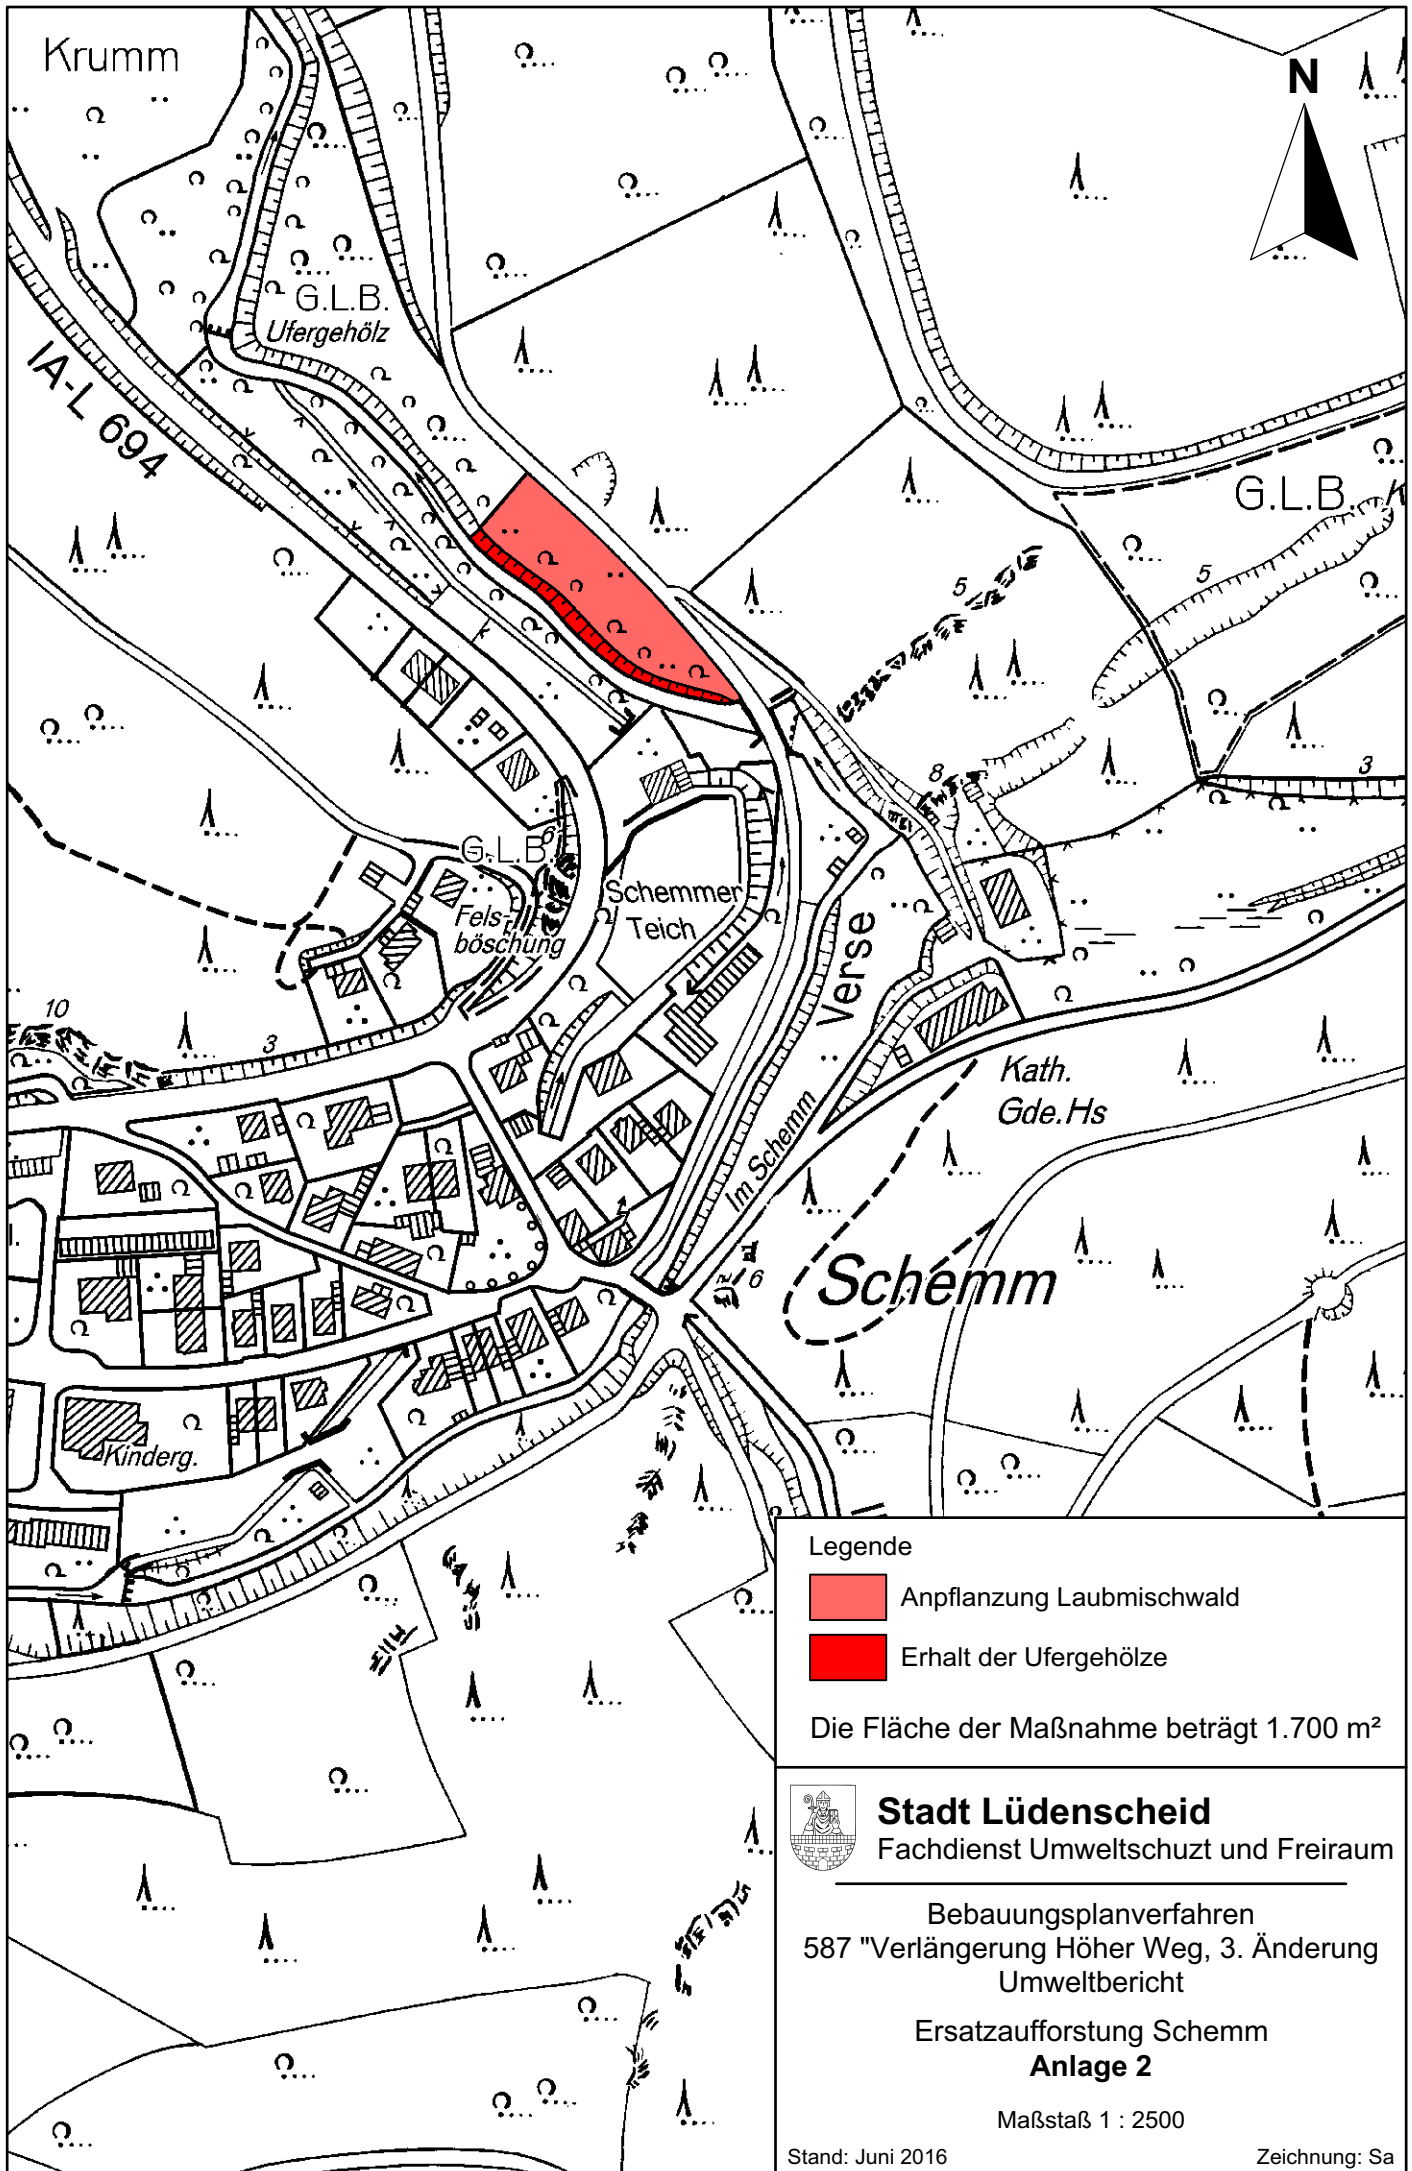 Krumm
N
G.L.B.
Ufergehölz
IA-L 694
G.L.B.
5
5
3
8
G.L.B.
6
Fels-
böschung
Schemmer
Teich
Verse
10
3
Kath.
Gde.Hs
Im Schemm
6
Schemm
Kinderg.
Legende
Anpflanzung Laubmischwald
Erhalt der Ufergehölze
Die Fläche der Maßnahme beträgt 1.700 m²
Stadt Lüdenscheid
Fachdienst Umweltschuzt und Freiraum
Bebauungsplanverfahren
587 "Verlängerung Höher Weg, 3. Änderung
Umweltbericht
Ersatzaufforstung Schemm
Anlage 2
Maßstaß 1 : 2500
Stand: Juni 2016
Zeichnung: Sa